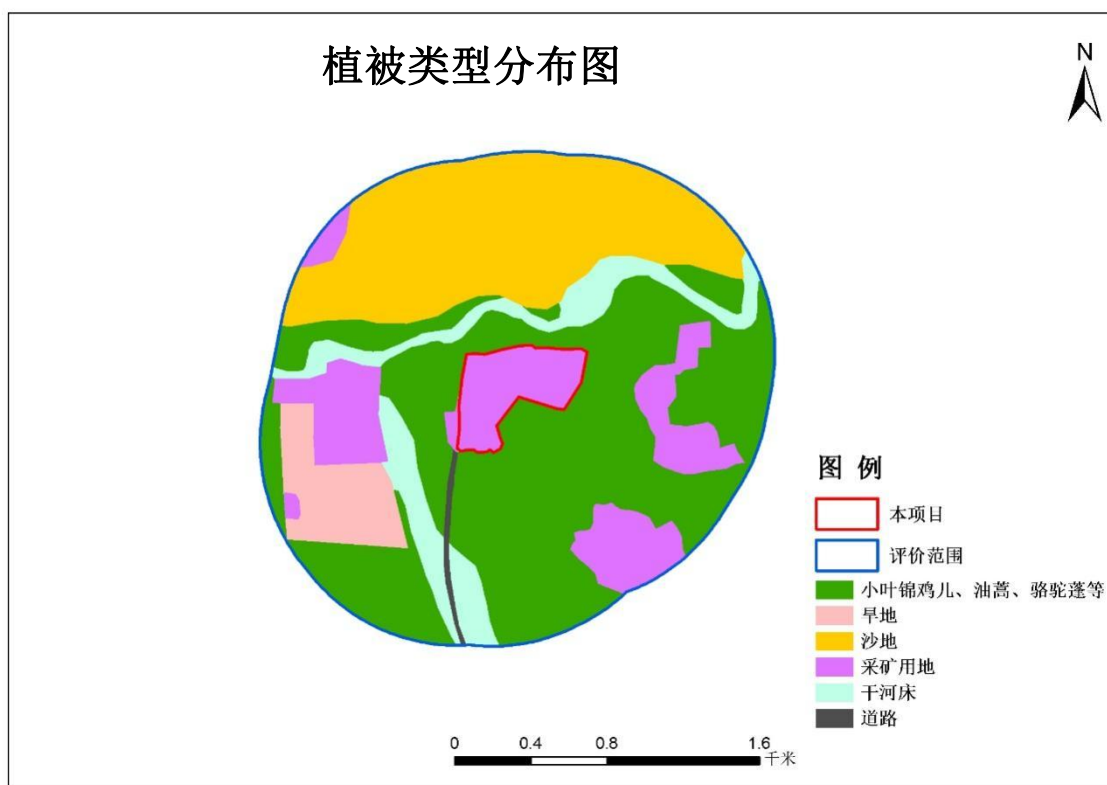 植被类型分布图
N
图 例
本项目
评价范围
小叶锦鸡儿、油蒿、骆驼蓬等
旱地
沙地
采矿用地
干河床
道路
0 0.4 0.8 1.6
千米